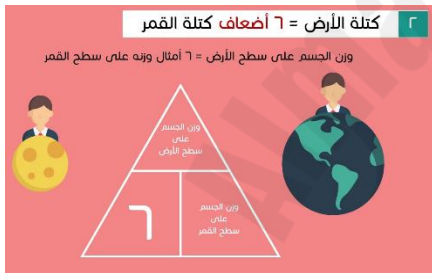 ٢ كتلة الأرض = ٦ أضعاف كتلة القمر
وزن الجسم على سطح الأرض = ٦ أمثال وزنه على سطح القمر
وزن الجسم
على
سطح الأرض
وزن الجسم
على
سطح القمر
٦